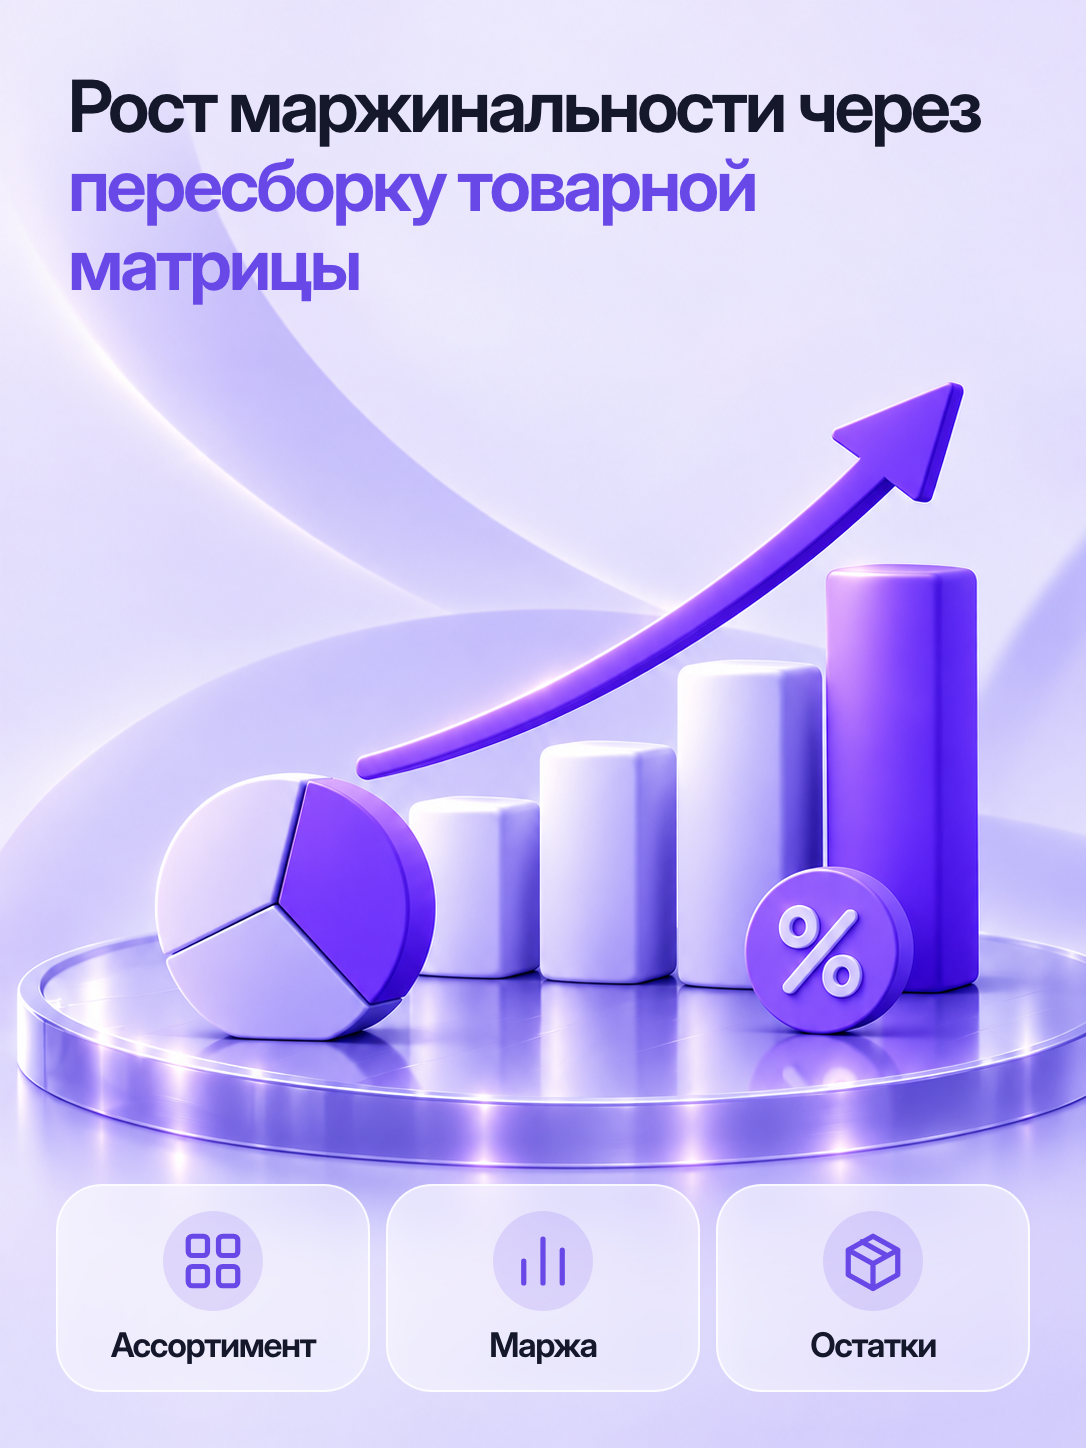 Рост маржинальности через
пересборку товарной
матрицы
%
Ассортимент
Маржа
Остатки